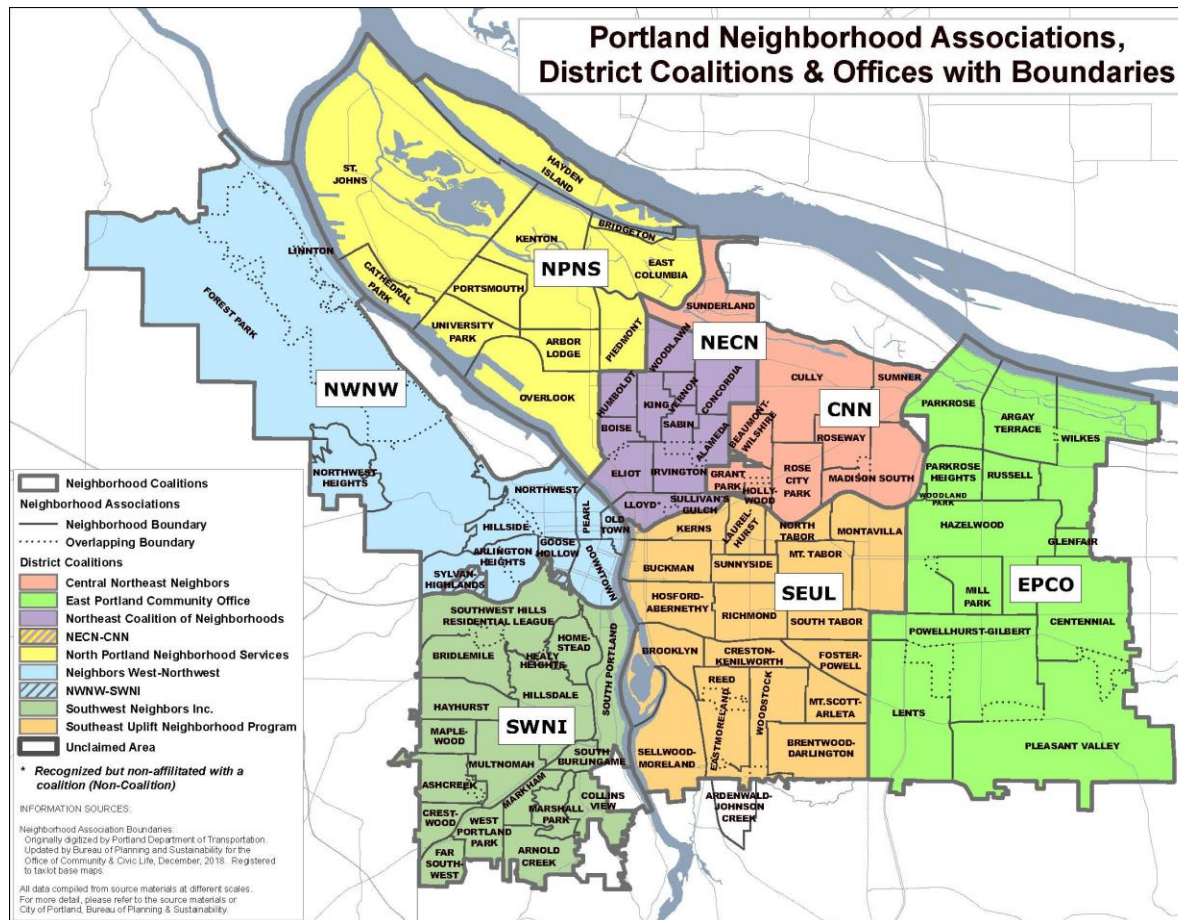 Portland Neighborhood Associations,
District Coalitions & Offices with Boundaries
HAYDEN
ISLAND
ST.
JOHNS
BRIDGETON
KENTON
NPNS
EAST
COLUMBIA
LINNTON
CATHEDRAL
PARK
PORTSMOUTH
FOREST PARK
UNIVERSITY
PARK
ARBOR
LODGE
PIEDMONT
OVERLOOK
SUNDERLAND
NECN
WOODLAWN
HUMBOLDT
KING
VERNON
CONCORDIA
BOISE
SABIN
ALAMEDA
ELIOT
IRVINGTON
LLOYD*
SULLIVAN'S
GULCH
CULLY
SUMNER
CNN
BEAUMONT-
WILSHIRE
ROSEWAY
GRANT
PARK
HOLLY-
WOOD
ROSE
CITY
PARK
MADISON SOUTH
PARKROSE
ARGAY
TERRACE
WILKES
PARKROSE
HEIGHTS
RUSSELL
WOODLAND
PARK
HAZELWOOD
GLENFAIR
MILL
PARK
EPCO
CENTENNIAL
POWELLHURST-GILBERT
LENTS
PLEASANT VALLEY
NWNW
NORTHWEST
HEIGHTS
NORTHWEST
PEARL
OLD
TOWN
HILLSIDE
GOOSE
HOLLOW
ARLINGTON
HEIGHTS
DOWNTOWN
SYLVAN-
HIGHLANDS
KERNS
LAUREL-
HURST
NORTH
TABOR
MONTAVILLA
MT. TABOR
BUCKMAN
SUNNYSIDE
SEUL
HOSFORD-
ABERNETHY
RICHMOND
SOUTH TABOR
BROOKLYN
CRESTON-
KENILWORTH
FOSTER-
POWELL
REED
EASTMORELAND
WOODSTOCK
MT.SCOTT-
ARLETA
BRENTWOOD-
DARLINGTON
SELLWOOD-
MORELAND
ARDENWALD-
JOHNSON
CREEK
SOUTHWEST HILLS
RESIDENTIAL LEAGUE
HOME-
STEAD
BRIDLEMILE
HEALY
HEIGHTS
SOUTH PORTLAND
HILLSDALE
HAYHURST
SWNI
MAPLE-
WOOD
MULTNOMAH
SOUTH
BURLINGAME
ASHCREEK
MARKHAM
MARSHALL
PARK
COLLINS
VIEW
CREST-
WOOD
WEST
PORTLAND
PARK
FAR
SOUTH-
WEST
ARNOLD
CREEK
Neighborhood Coalitions
Neighborhood Associations
Neighborhood Boundary
Overlapping Boundary
District Coalitions
Central Northeast Neighbors
East Portland Community Office
Northeast Coalition of Neighborhoods
NECN-CNN
North Portland Neighborhood Services
Neighbors West-Northwest
NWNW-SWNI
Southwest Neighbors Inc.
Southeast Uplift Neighborhood Program
Unclaimed Area
* Recognized but non-affilitated with a
coalition (Non-Coalition)
INFORMATION SOURCES:
Neighborhood Association Boundaries:
Originally digitized by Portland Department of Transportation.
Updated by Bureau of Planning and Sustainability for the
Office of Community & Civic Life, December, 2018. Registered
to taxlot base maps.
All data compiled from source materials at different scales.
For more detail, please refer to the source materials or
City of Portland, Bureau of Planning & Sustainability.